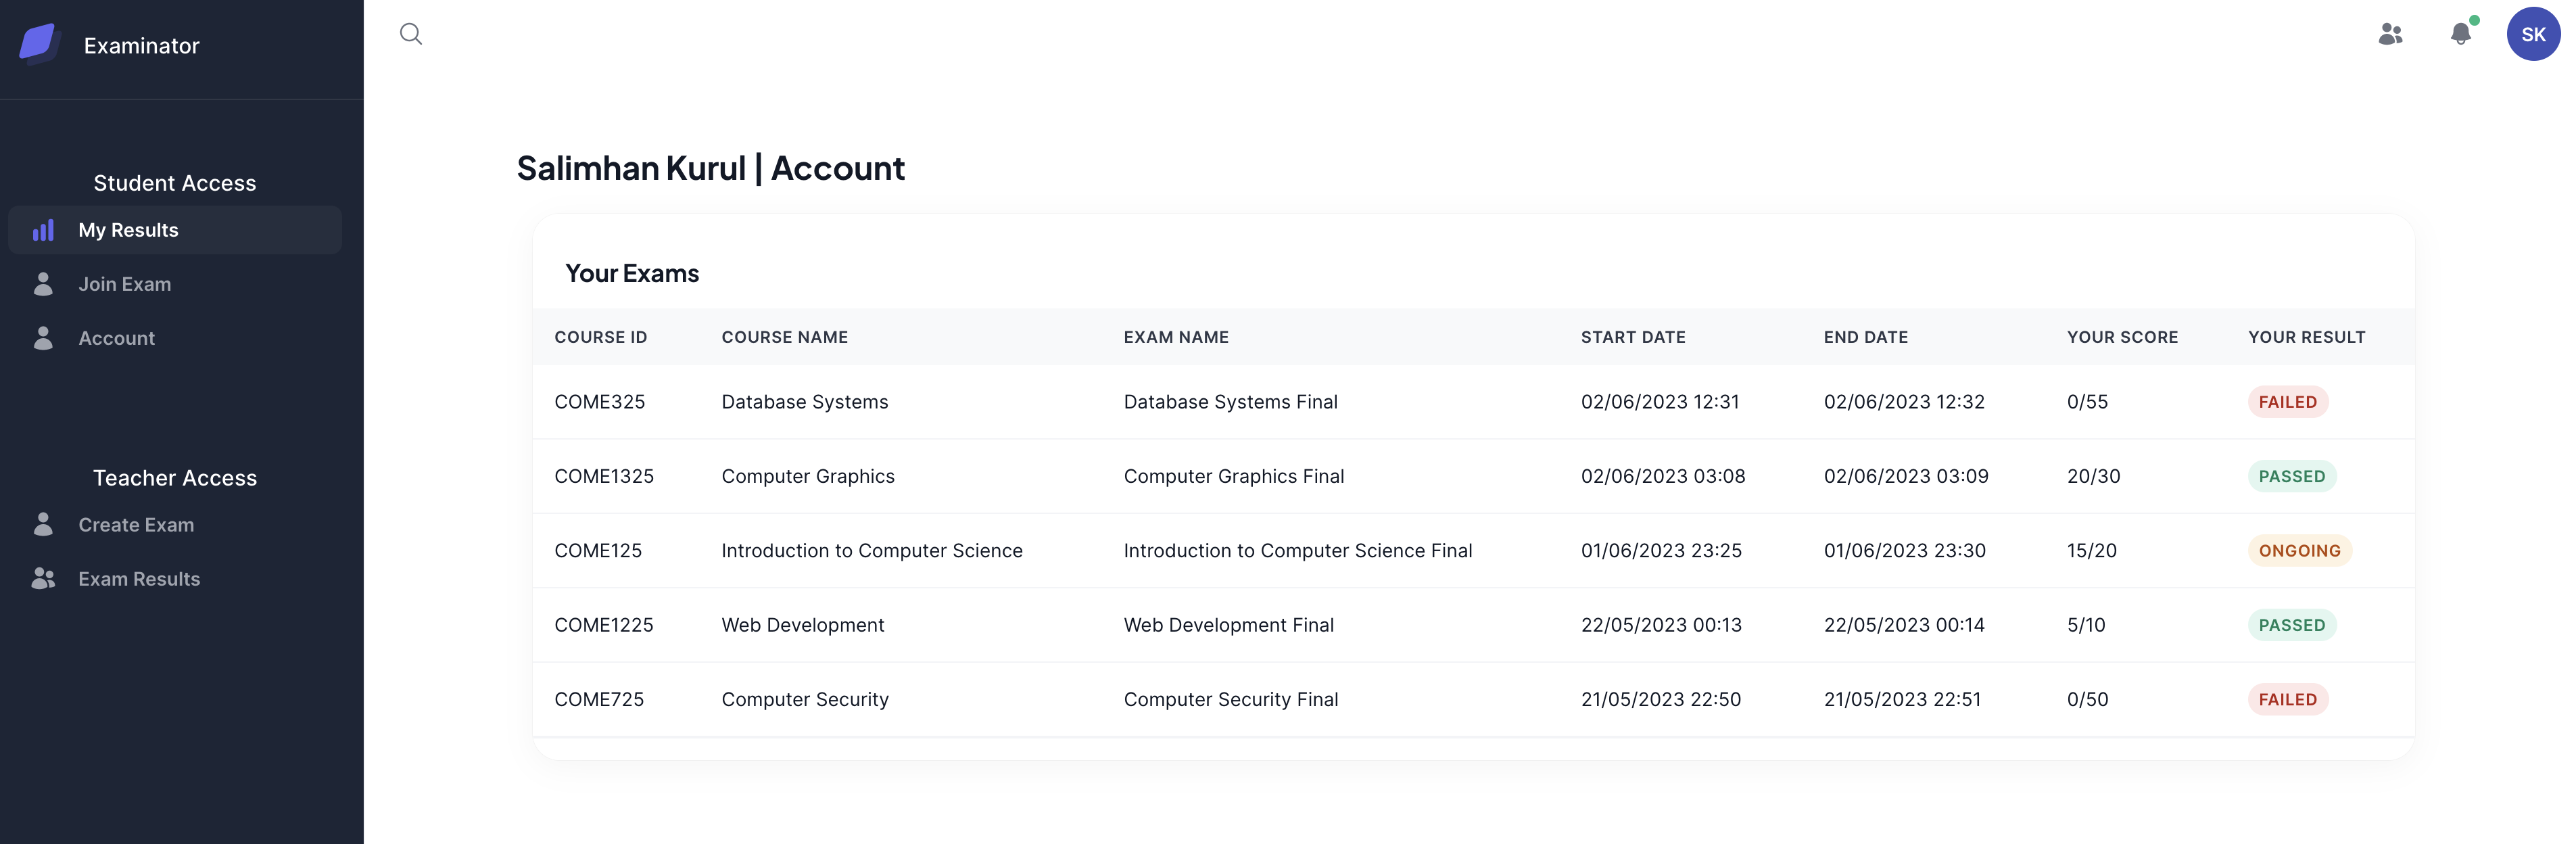 Examinator
Student Access
My Results
Join Exam
Account
Teacher Access
Create Exam
Exam Results
SK
Salimhan Kurul | Account
Your Exams
COURSE ID COURSE NAME EXAM NAME START DATE END DATE YOUR SCORE YOUR RESULT
COME325 Database Systems Database Systems Final 02/06/2023 12:31 02/06/2023 12:32 0/55 FAILED
COME1325 Computer Graphics Computer Graphics Final 02/06/2023 03:08 02/06/2023 03:09 20/30 PASSED
COME125 Introduction to Computer Science Introduction to Computer Science Final 01/06/2023 23:25 01/06/2023 23:30 15/20 ONGOING
COME1225 Web Development Web Development Final 22/05/2023 00:13 22/05/2023 00:14 5/10 PASSED
COME725 Computer Security Computer Security Final 21/05/2023 22:50 21/05/2023 22:51 0/50 FAILED